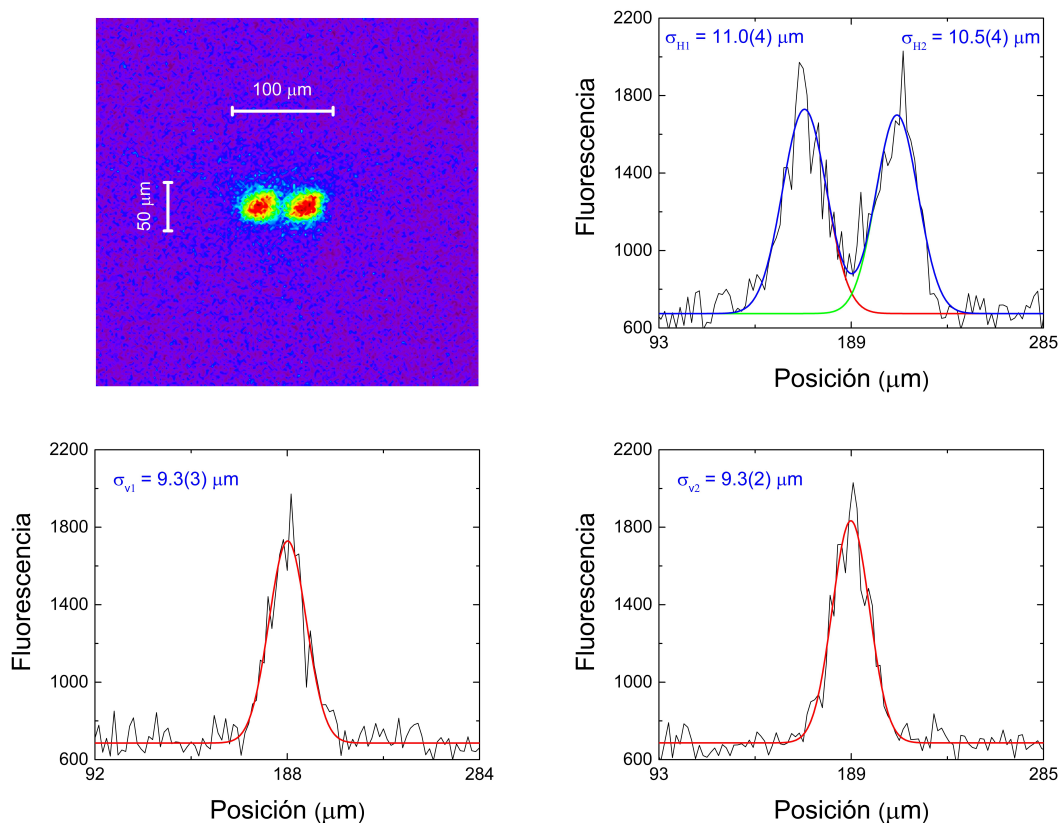 100 μm
50 μm
2200
1800
1400
1000
600
Fluorescencia
σH1 = 11.0(4) μm
σH2 = 10.5(4) μm
93
189
285
Posición (μm)
2200
1800
1400
1000
600
Fluorescencia
σv1 = 9.3(3) μm
92
188
284
Posición (μm)
2200
1800
1400
1000
600
Fluorescencia
σv2 = 9.3(2) μm
93
189
285
Posición (μm)